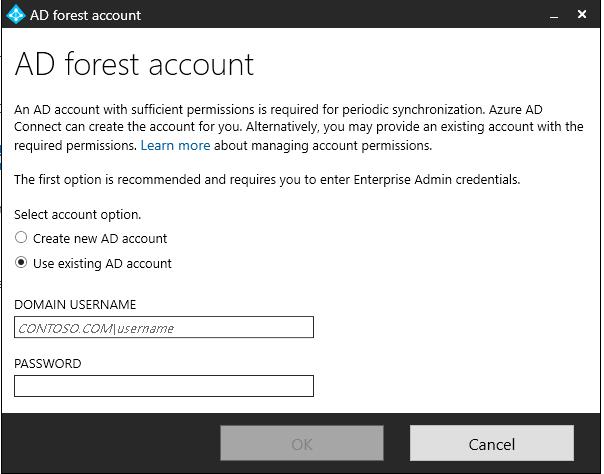 AD forest account
AD forest account
An AD account with sufficient permissions is required for periodic synchronization. Azure AD
Connect can create the account for you. Alternatively, you may provide an existing account with the
required permissions. Learn more about managing account permissions.
The first option is recommended and requires you to enter Enterprise Admin credentials.
Select account option.
Create new AD account
Use existing AD account
DOMAIN USERNAME
CONTOSO.COM\username
PASSWORD
OK
Cancel